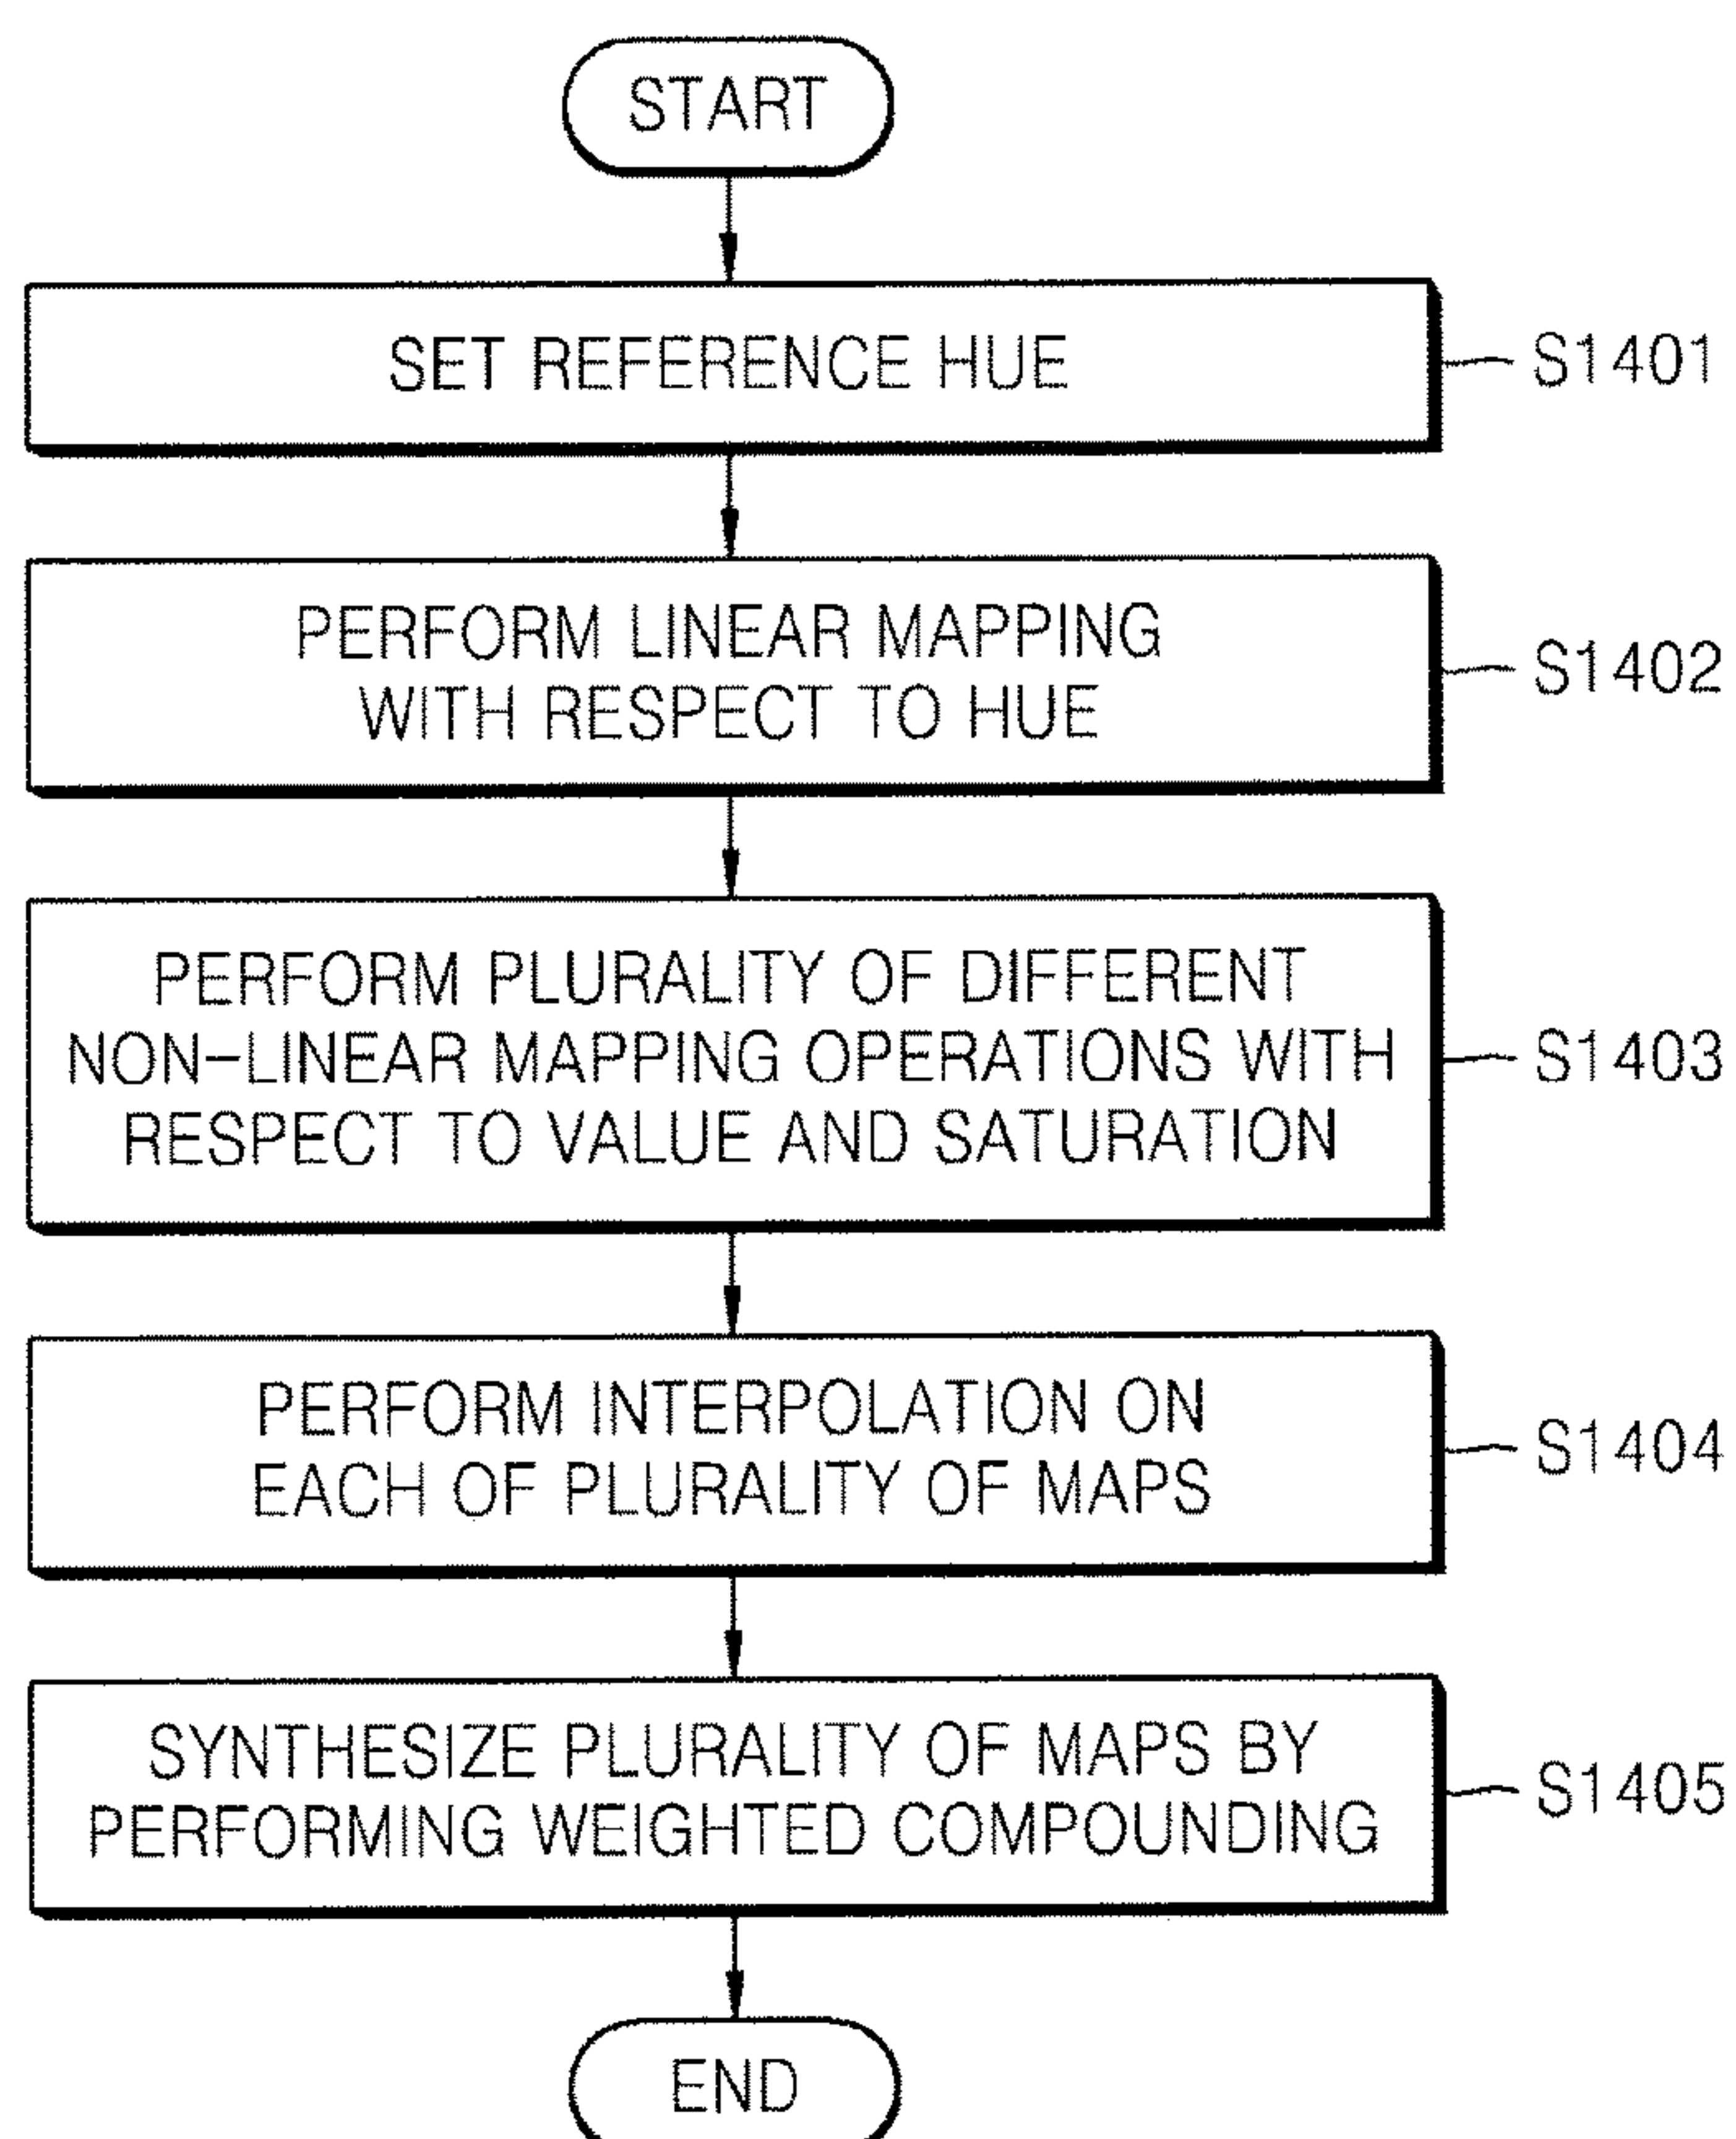 START
SET REFERENCE HUE
S1401
PERFORM LINEAR MAPPING
WITH RESPECT TO HUE
S1402
PERFORM PLURALITY OF DIFFERENT
NON-LINEAR MAPPING OPERATIONS WITH
RESPECT TO VALUE AND SATURATION
S1403
PERFORM INTERPOLATION ON
EACH OF PLURALITY OF MAPS
S1404
SYNTHESIZE PLURALITY OF MAPS BY
PERFORMING WEIGHTED COMPOUNDING
S1405
END